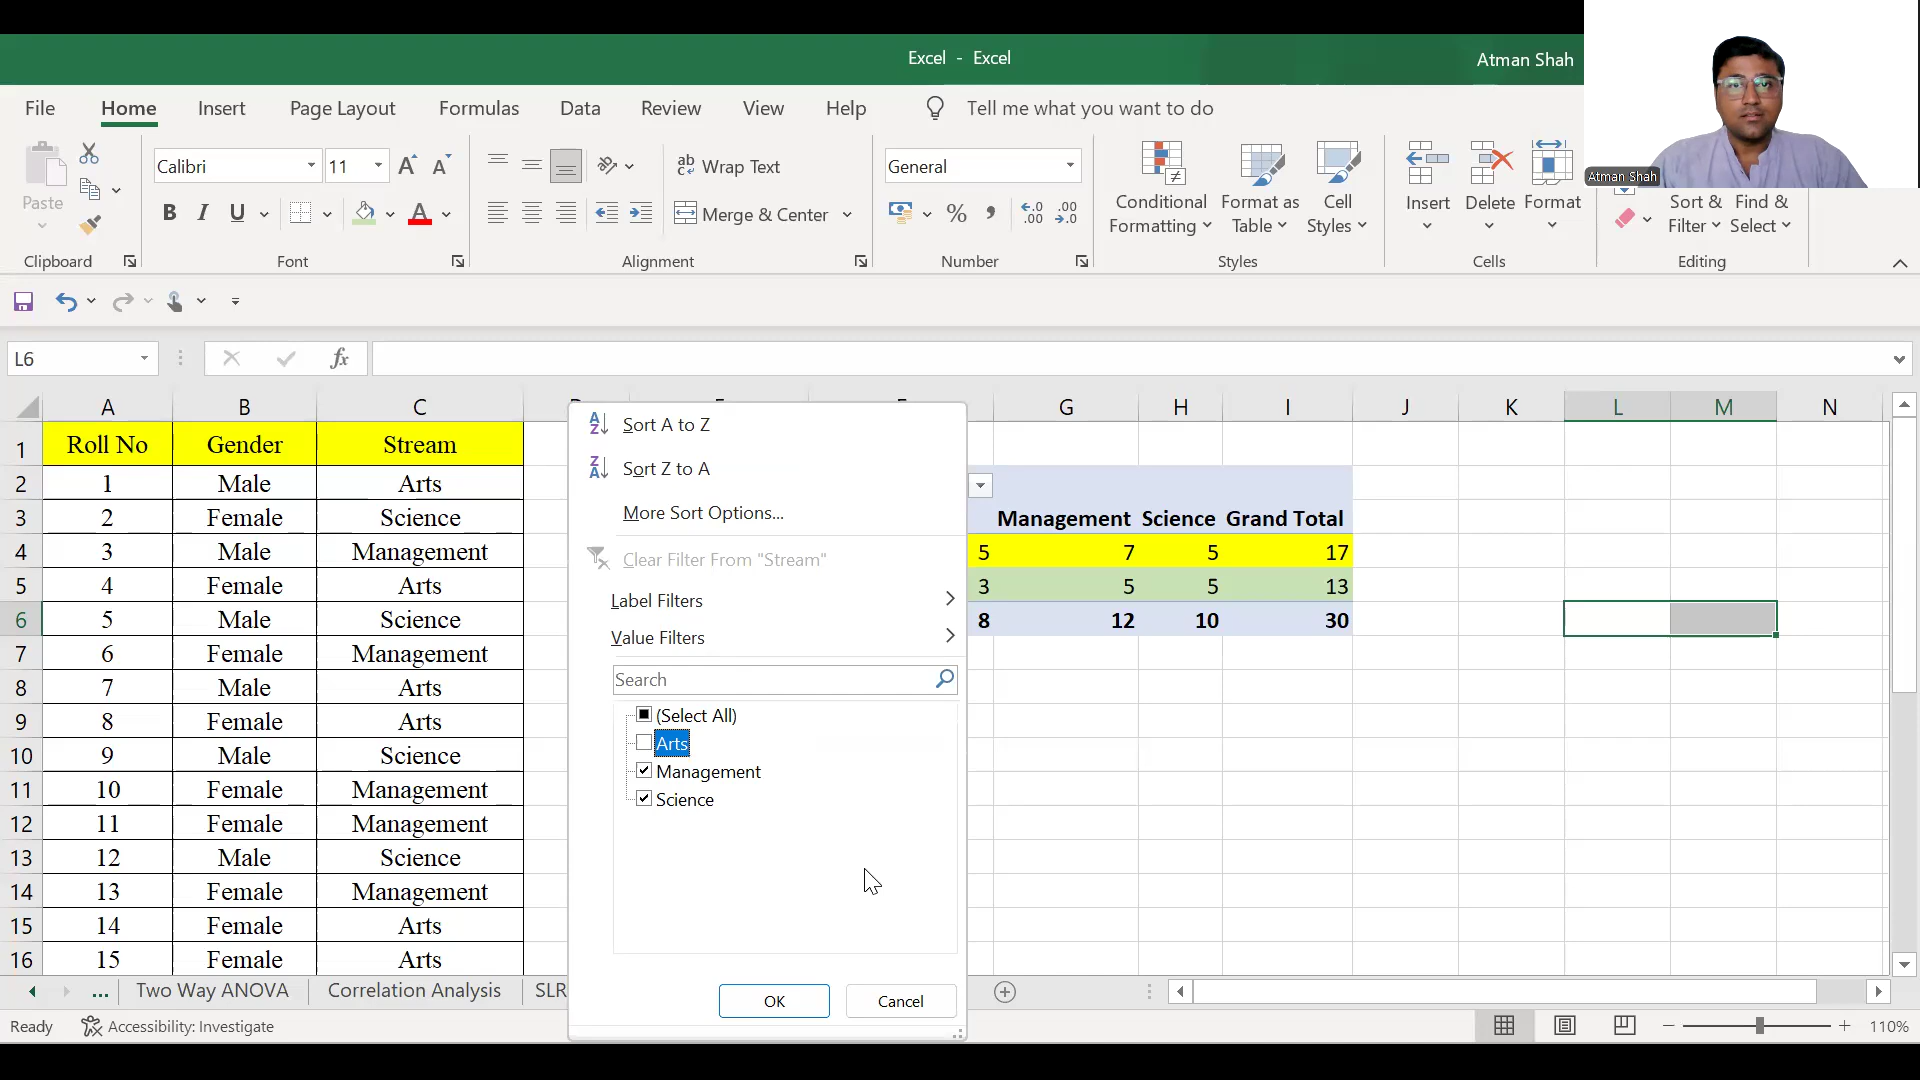 Excel - Excel
Atman Shah
File Home Insert Page Layout Formulas Data Review View Help Tell me what you want to do
Atman Shah
Paste
Calibri 11
Wrap Text
Merge & Center
General
Conditional Formatting
Format as Table
Cell Styles
Insert
Delete
Format
Sort & Filter
Find & Select
Clipboard Font Alignment Number Styles Cells Editing
L6
fx
A B C G H I J K L M N
1 Roll No Gender Stream
2 1 Male Arts
3 2 Female Science
4 3 Male Management
5 4 Female Arts
6 5 Male Science
7 6 Female Management
8 7 Male Arts
9 8 Female Arts
10 9 Male Science
11 10 Female Management
12 11 Female Management
13 12 Male Science
14 13 Female Management
15 14 Female Arts
16 15 Female Arts
Sort A to Z
Sort Z to A
More Sort Options...
Clear Filter From "Stream"
Label Filters
Value Filters
Search
(Select All)
Arts
Management
Science
OK Cancel
Management Science Grand Total
5 7 5 17
3 5 5 13
8 12 10 30
... Two Way ANOVA Correlation Analysis SLR
Ready Accessibility: Investigate 110%